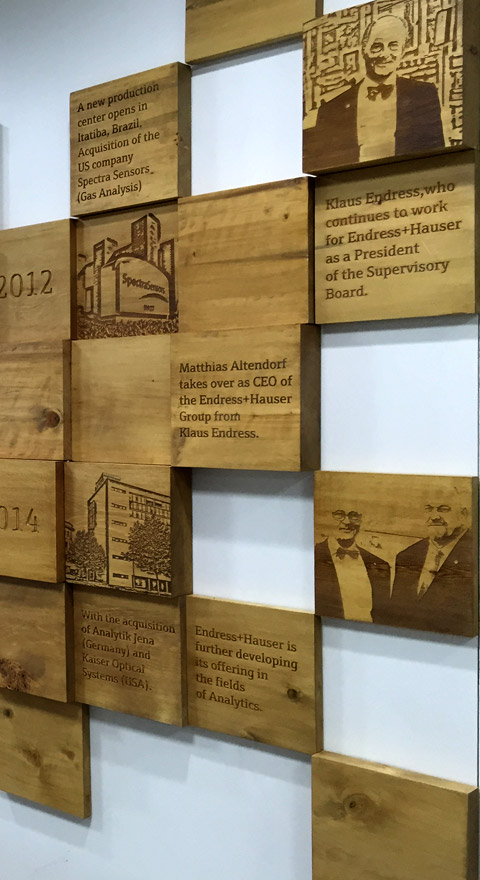 A new production
center opens in
Itatiba, Brazil,
Acquisition of the
US company
Spectra Sensors
(Gas Analysis)
Klaus Endress, who
continues to work
for Endress+Hauser
as a President
of the Supervisory
Board.
2012
SpectraSensors
Matthias Altendorf
takes over as CEO of
the Endress+Hauser
Group from
Klaus Endress.
014
With the acquisition
of Analytik Jena
(Germany) and
Kaiser Optical
Systems (USA).
Endress+Hauser is
further developing
its offering in
the fields
of Analytics.